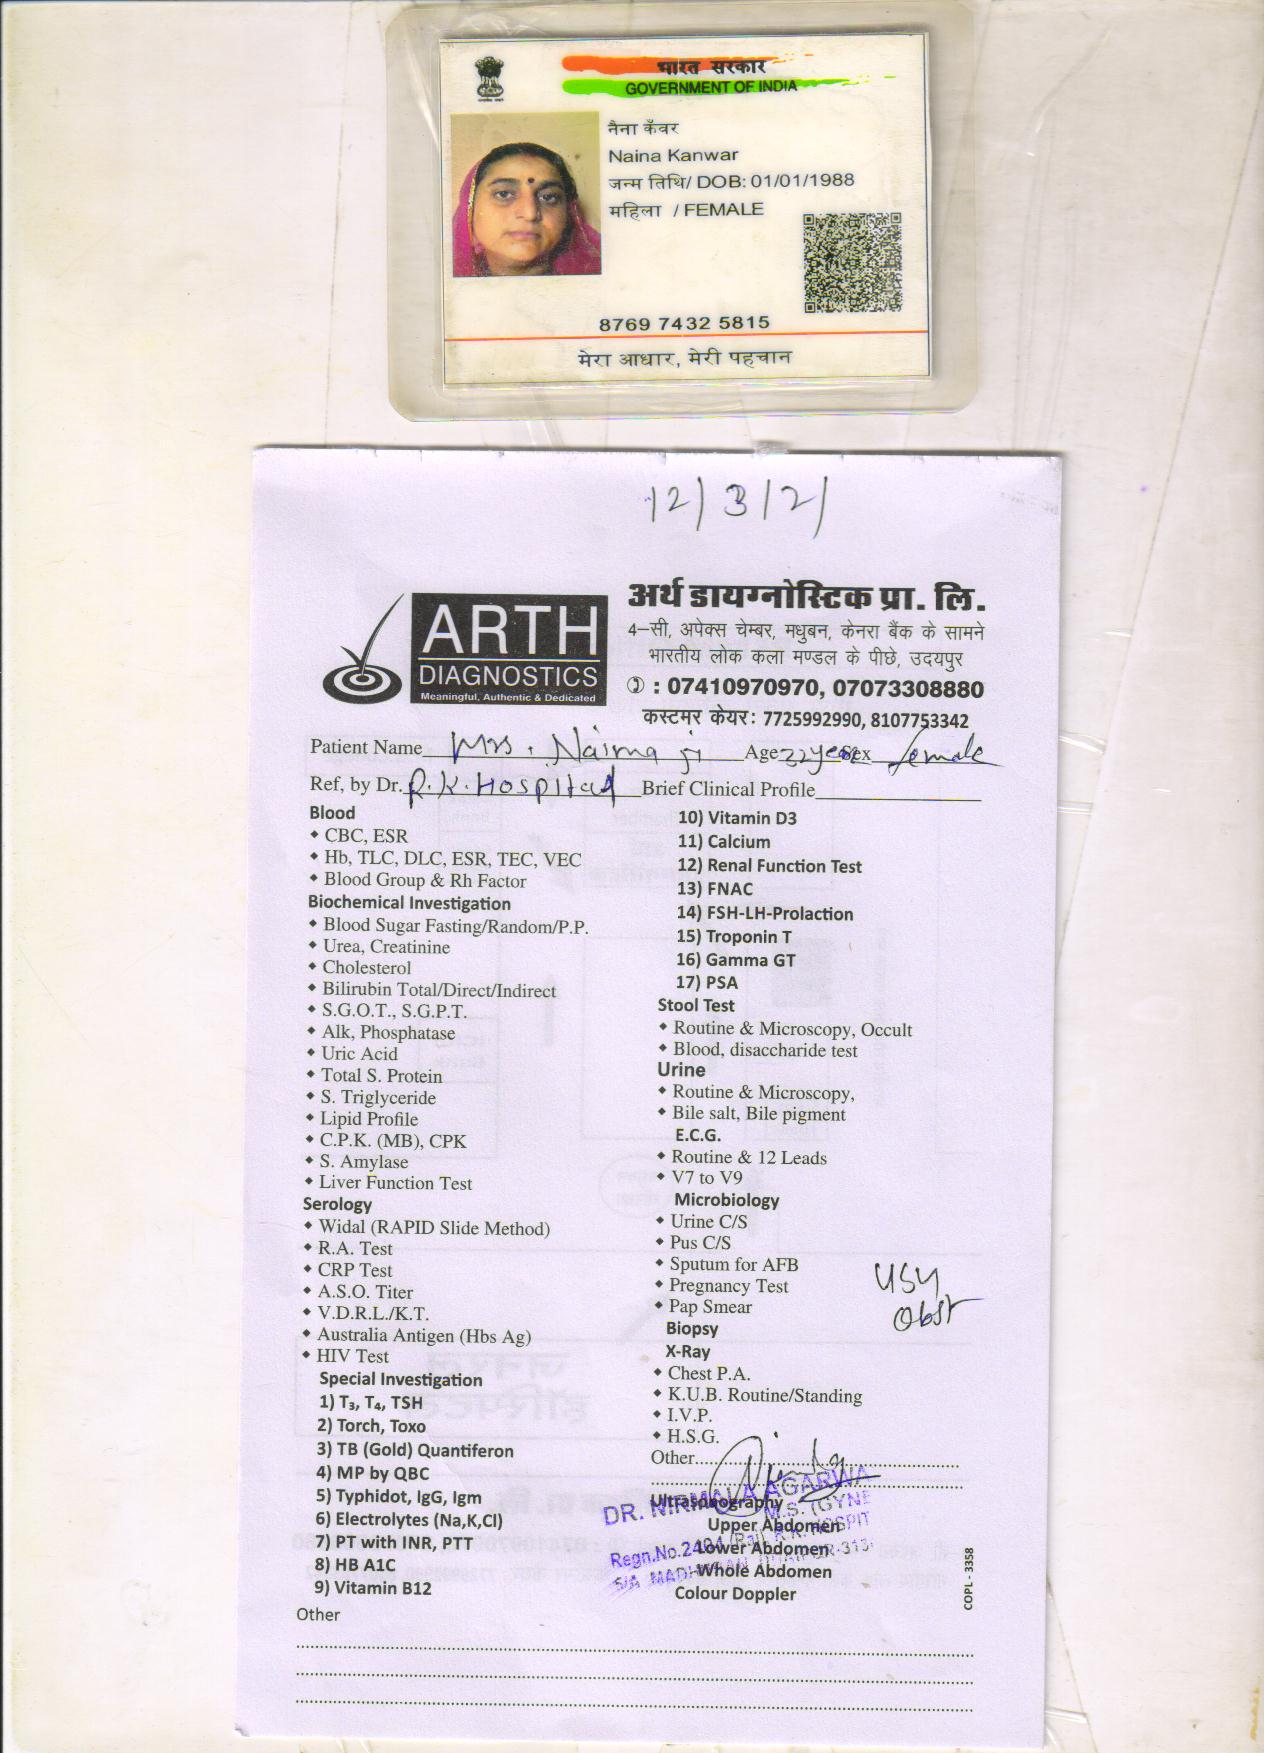 भारत सरकार
GOVERNMENT OF INDIA
नैना कँवर
Naina Kanwar
जन्म तिथि/ DOB: 01/01/1988
महिला / FEMALE
8769 7432 5815
मेरा आधार, मेरी पहचान
12/3/21
ARTH
DIAGNOSTICS
Meaningful, Authentic & Dedicated
अर्थ डायग्नोस्टिक प्रा. लि.
4–सी, अपेक्स चेम्बर, मधुबन, केनरा बैंक के सामने
भारतीय लोक कला मण्डल के पीछे, उदयपुर
: 07410970970, 07073308880
कस्टमर केयर: 7725992990, 8107753342
Patient Name Mrs. Naina ji Age 32 year Sex female
Ref, by Dr. R.K. Hospital Brief Clinical Profile
Blood
CBC, ESR
Hb, TLC, DLC, ESR, TEC, VEC
Blood Group & Rh Factor
Biochemical Investigation
Blood Sugar Fasting/Random/P.P.
Urea, Creatinine
Cholesterol
Bilirubin Total/Direct/Indirect
S.G.O.T., S.G.P.T.
Alk, Phosphatase
Uric Acid
Total S. Protein
S. Triglyceride
Lipid Profile
C.P.K. (MB), CPK
S. Amylase
Liver Function Test
Serology
Widal (RAPID Slide Method)
R.A. Test
CRP Test
A.S.O. Titer
V.D.R.L./K.T.
Australia Antigen (Hbs Ag)
HIV Test
Special Investigation
1) T₃, T₄, TSH
2) Torch, Toxo
3) TB (Gold) Quantiferon
4) MP by QBC
5) Typhidot, IgG, Igm
6) Electrolytes (Na,K,Cl)
7) PT with INR, PTT
8) HB A1C
9) Vitamin B12
Other
10) Vitamin D3
11) Calcium
12) Renal Function Test
13) FNAC
14) FSH-LH-Prolaction
15) Troponin T
16) Gamma GT
17) PSA
Stool Test
Routine & Microscopy, Occult
Blood, disaccharide test
Urine
Routine & Microscopy,
Bile salt, Bile pigment
E.C.G.
Routine & 12 Leads
V7 to V9
Microbiology
Urine C/S
Pus C/S
Sputum for AFB
Pregnancy Test
Pap Smear
Biopsy
X-Ray
Chest P.A.
K.U.B. Routine/Standing
I.V.P.
H.S.G.
Other
USG
Obst
Ultrasonography
Upper Abdomen
Lower Abdomen
Whole Abdomen
Colour Doppler
DR. NIRMALA AGARWA
M.S. (GYNE
Regn.No.2494 (Raj) R.K. HOSPIT
COPL - 3358